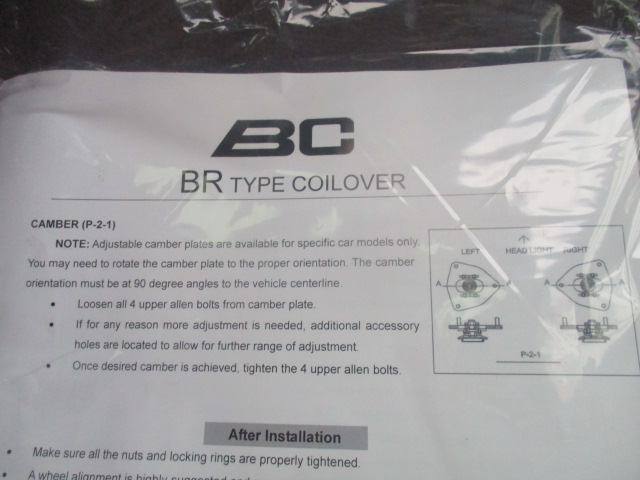 BC
BR TYPE COILOVER
CAMBER (P-2-1)
NOTE: Adjustable camber plates are available for specific car models only.
You may need to rotate the camber plate to the proper orientation. The camber
orientation must be at 90 degree angles to the vehicle centerline.
• Loosen all 4 upper allen bolts from camber plate.
• If for any reason more adjustment is needed, additional accessory
holes are located to allow for further range of adjustment.
• Once desired camber is achieved, tighten the 4 upper allen bolts.
LEFT HEAD LIGHT RIGHT
A A A A
P-2-1
After Installation
• Make sure all the nuts and locking rings are properly tightened.
• A wheel alignment is highly suggested